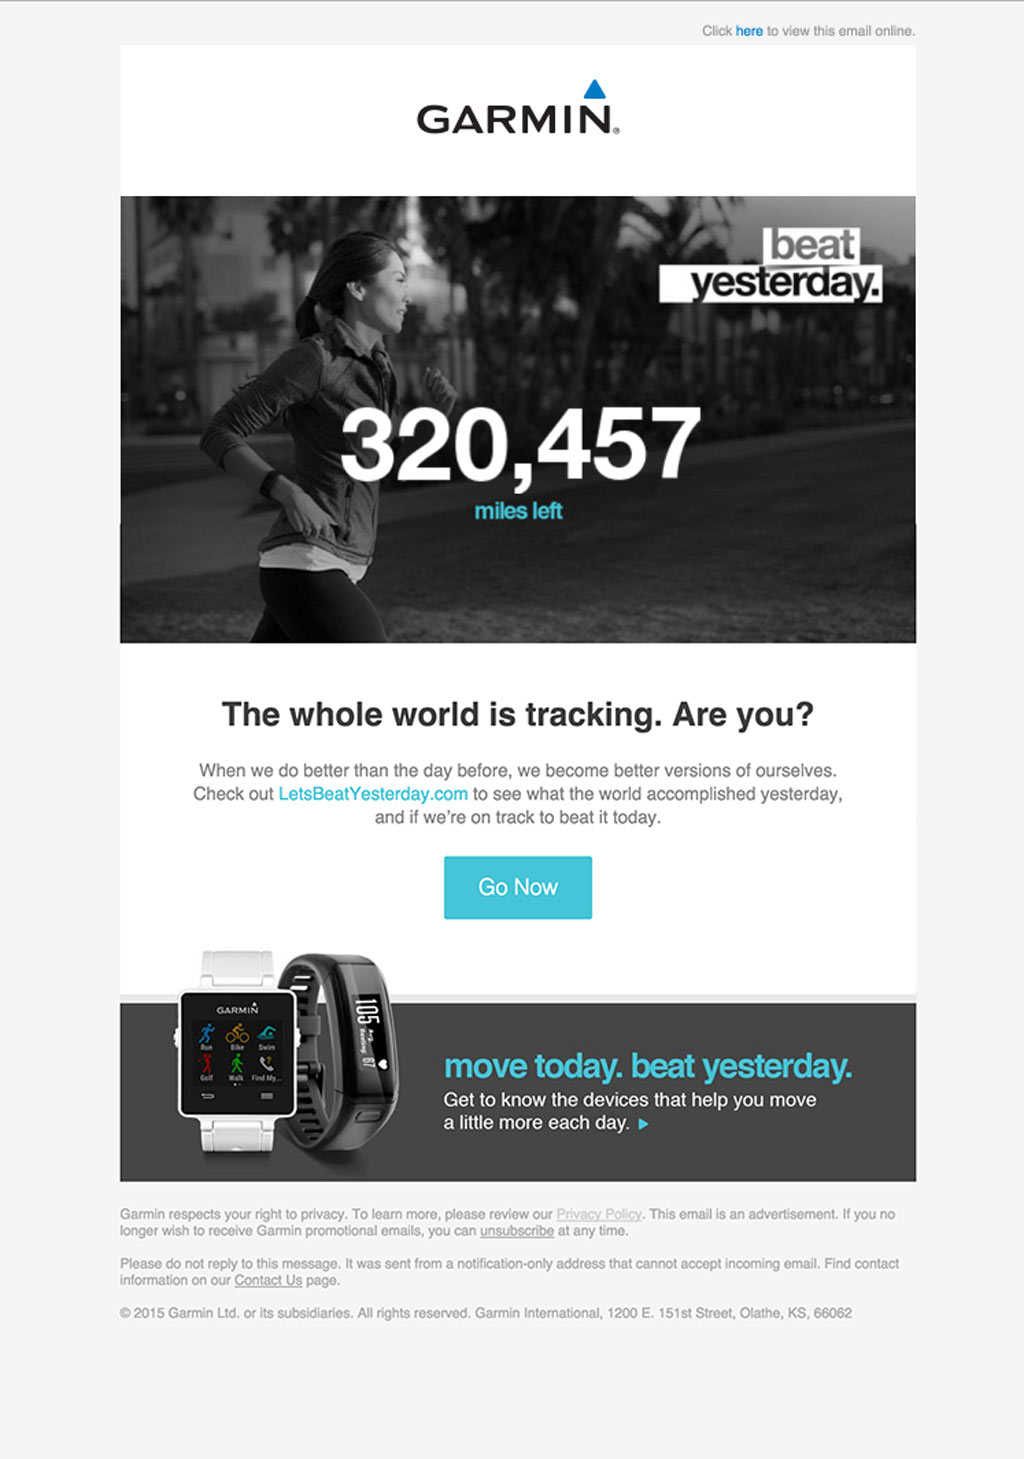 Click here to view this email online.
GARMIN®
beat
yesterday.
320,457
miles left
The whole world is tracking. Are you?
When we do better than the day before, we become better versions of ourselves.
Check out LetsBeatYesterday.com to see what the world accomplished yesterday,
and if we're on track to beat it today.
Go Now
GARMIN
Run Bike Swim
Golf Walk Find My...
105
Avg.
Resting 67
move today. beat yesterday.
Get to know the devices that help you move
a little more each day.
Garmin respects your right to privacy. To learn more, please review our Privacy Policy. This email is an advertisement. If you no
longer wish to receive Garmin promotional emails, you can unsubscribe at any time.
Please do not reply to this message. It was sent from a notification-only address that cannot accept incoming email. Find contact
information on our Contact Us page.
© 2015 Garmin Ltd. or its subsidiaries. All rights reserved. Garmin International, 1200 E. 151st Street, Olathe, KS, 66062